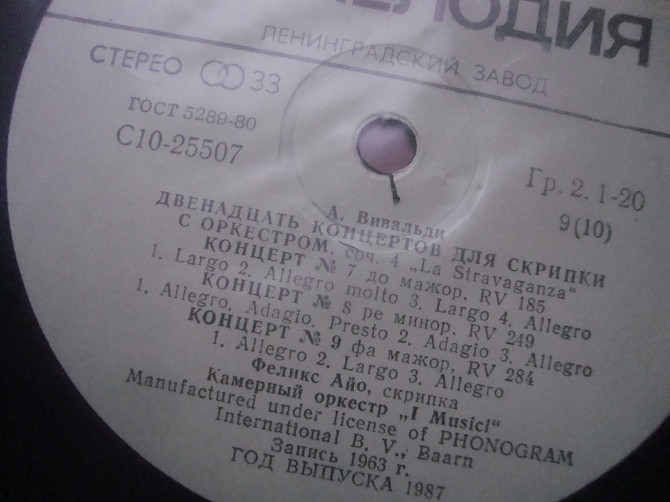 МЕЛОДИЯ
ЛЕНИНГРАДСКИЙ ЗАВОД
СТЕРЕО 33
ГОСТ 5289-80
С10-25507
Гр. 2. 1-20
9(10)
А. Вивальди
ДВЕНАДЦАТЬ КОНЦЕРТОВ ДЛЯ СКРИПКИ
С ОРКЕСТРОМ, соч. 4 „La Stravaganza“
КОНЦЕРТ № 7 до мажор, RV 185
1. Largo 2. Allegro molto 3. Largo 4. Allegro
КОНЦЕРТ № 8 ре минор, RV 249
1. Allegro, Adagio, Presto 2. Adagio 3. Allegro
КОНЦЕРТ № 9 фа мажор, RV 284
1. Allegro 2. Largo 3. Allegro
Феликс Айо, скрипка
Камерный оркестр „I Musici“
Manufactured under license of PHONOGRAM
International B. V., Baarn
Запись 1963 г.
ГОД ВЫПУСКА 1987